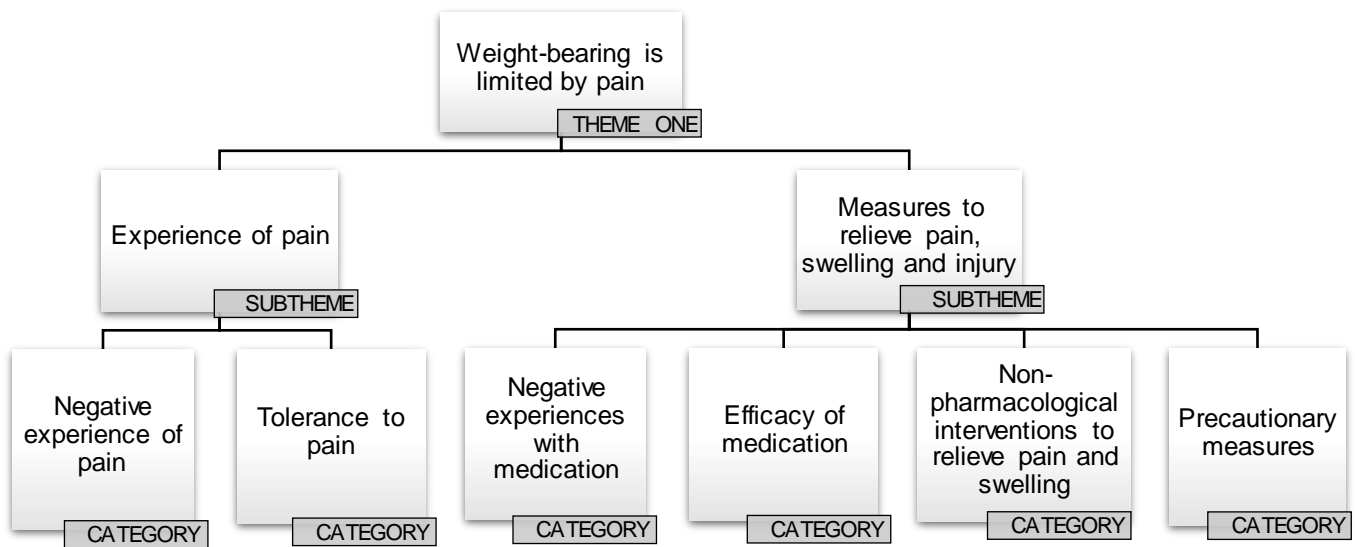 Weight-bearing is
limited by pain
THEME ONE
Experience of pain
SUBTHEME
Measures to
relieve pain,
swelling and injury
SUBTHEME
Negative
experience of
pain
CATEGORY
Tolerance to
pain
CATEGORY
Negative
experiences
with
medication
CATEGORY
Efficacy of
medication
CATEGORY
Non-
pharmacological
interventions to
relieve pain and
swelling
CATEGORY
Precautionary
measures
CATEGORY